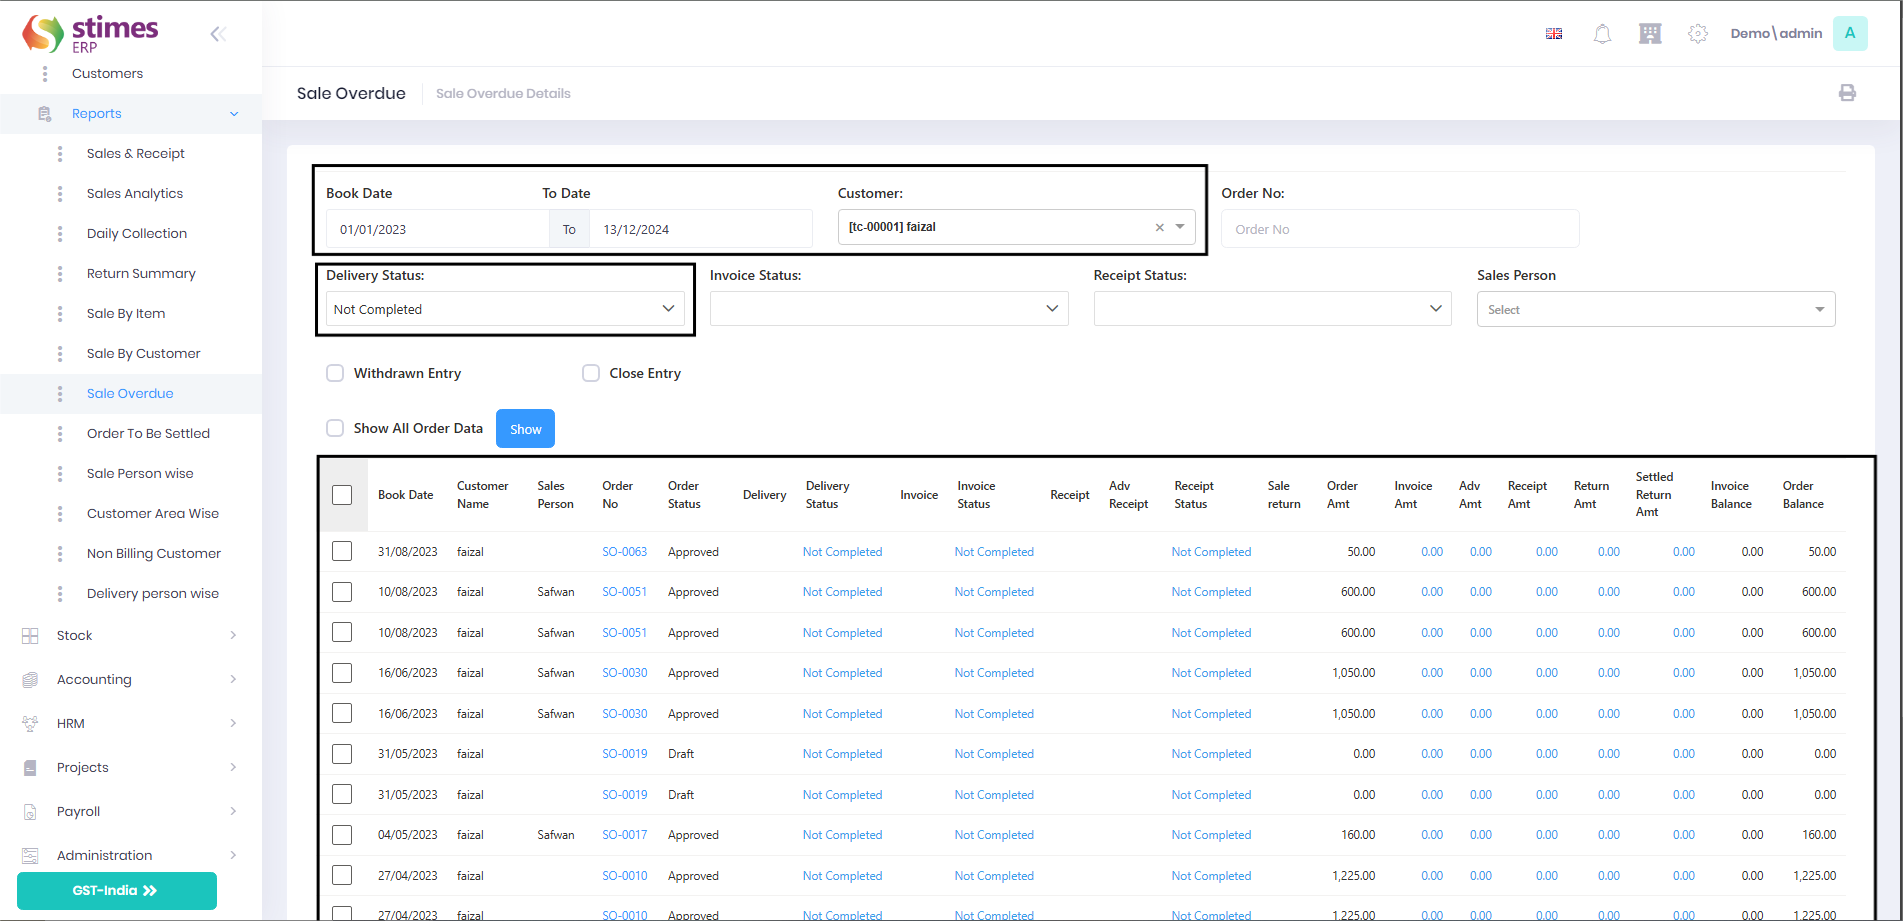 stimes
ERP
Demo\admin
A
Customers
Reports
Sales & Receipt
Sales Analytics
Daily Collection
Return Summary
Sale By Item
Sale By Customer
Sale Overdue
Order To Be Settled
Sale Person wise
Customer Area Wise
Non Billing Customer
Delivery person wise
Stock
Accounting
HRM
Projects
Payroll
Administration
GST-India
Sale Overdue Sale Overdue Details
Book Date To Date Customer: Order No:
01/01/2023 To 13/12/2024 [tc-00001] faizal × Order No
Delivery Status: Invoice Status: Receipt Status: Sales Person
Not Completed Select
Withdrawn Entry Close Entry
Show All Order Data Show
Book Date Customer Name Sales Person Order No Order Status Delivery Delivery Status Invoice Invoice Status Receipt Adv Receipt Receipt Status Sale return Order Amt Invoice Amt Adv Amt Receipt Amt Return Amt Settled Return Amt Invoice Balance Order Balance
31/08/2023 faizal SO-0063 Approved Not Completed Not Completed Not Completed 50.00 0.00 0.00 0.00 0.00 0.00 0.00 50.00
10/08/2023 faizal Safwan SO-0051 Approved Not Completed Not Completed Not Completed 600.00 0.00 0.00 0.00 0.00 0.00 0.00 600.00
10/08/2023 faizal Safwan SO-0051 Approved Not Completed Not Completed Not Completed 600.00 0.00 0.00 0.00 0.00 0.00 0.00 600.00
16/06/2023 faizal Safwan SO-0030 Approved Not Completed Not Completed Not Completed 1,050.00 0.00 0.00 0.00 0.00 0.00 0.00 1,050.00
16/06/2023 faizal Safwan SO-0030 Approved Not Completed Not Completed Not Completed 1,050.00 0.00 0.00 0.00 0.00 0.00 0.00 1,050.00
31/05/2023 faizal SO-0019 Draft Not Completed Not Completed Not Completed 0.00 0.00 0.00 0.00 0.00 0.00 0.00 0.00
31/05/2023 faizal SO-0019 Draft Not Completed Not Completed Not Completed 0.00 0.00 0.00 0.00 0.00 0.00 0.00 0.00
04/05/2023 faizal Safwan SO-0017 Approved Not Completed Not Completed Not Completed 160.00 0.00 0.00 0.00 0.00 0.00 0.00 160.00
27/04/2023 faizal SO-0010 Approved Not Completed Not Completed Not Completed 1,225.00 0.00 0.00 0.00 0.00 0.00 0.00 1,225.00
27/04/2023 faizal SO-0010 Approved Not Completed Not Completed Not Completed 1,225.00 0.00 0.00 0.00 0.00 0.00 0.00 1,225.00